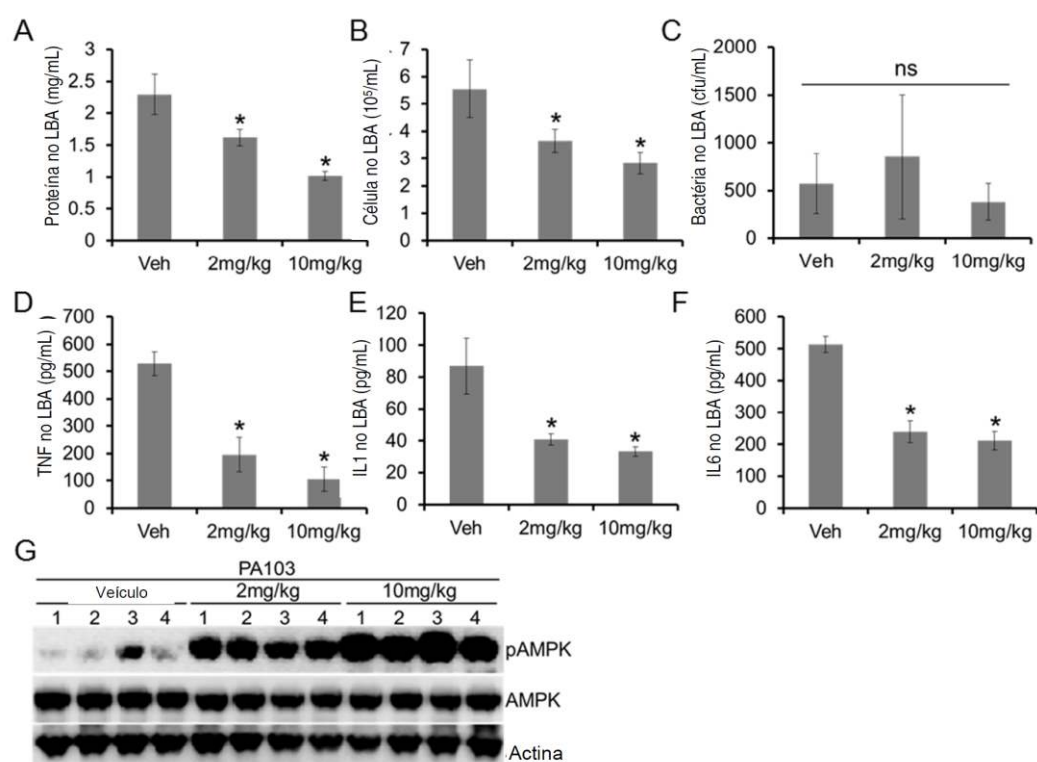 A
Proteína no LBA (mg/mL)
3
2.5
2
1.5
1
0.5
0
*
*
Veh 2mg/kg 10mg/kg
B
Célula no LBA (10⁵/mL)
7
6
5
4
3
2
1
0
*
*
Veh 2mg/kg 10mg/kg
C
Bactéria no LBA (cfu/mL)
2000
1500
1000
500
0
ns
Veh 2mg/kg 10mg/kg
D
TNF no LBA (pg/mL)
700
600
500
400
300
200
100
0
*
*
Veh 2mg/kg 10mg/kg
E
IL1 no LBA (pg/mL)
120
100
80
60
40
20
0
*
*
Veh 2mg/kg 10mg/kg
F
IL6 no LBA (pg/mL)
600
500
400
300
200
100
0
*
*
Veh 2mg/kg 10mg/kg
G
PA103
Veículo 2mg/kg 10mg/kg
1 2 3 4 1 2 3 4 1 2 3 4
pAMPK
AMPK
Actina